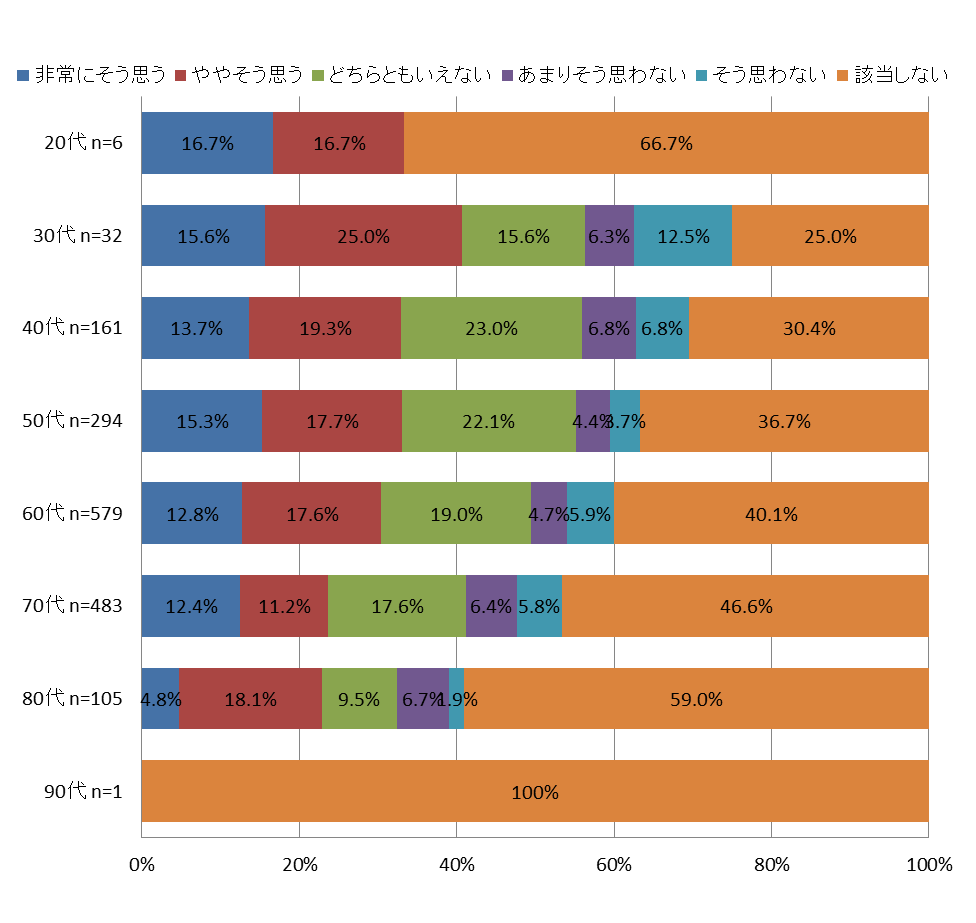 非常にそう思う ややそう思う どちらともいえない あまりそう思わない そう思わない 該当しない
20代 n=6 16.7% 16.7% 66.7%
30代 n=32 15.6% 25.0% 15.6% 6.3% 12.5% 25.0%
40代 n=161 13.7% 19.3% 23.0% 6.8% 6.8% 30.4%
50代 n=294 15.3% 17.7% 22.1% 4.4% 3.7% 36.7%
60代 n=579 12.8% 17.6% 19.0% 4.7% 5.9% 40.1%
70代 n=483 12.4% 11.2% 17.6% 6.4% 5.8% 46.6%
80代 n=105 4.8% 18.1% 9.5% 6.7% 1.9% 59.0%
90代 n=1 100%
0% 20% 40% 60% 80% 100%